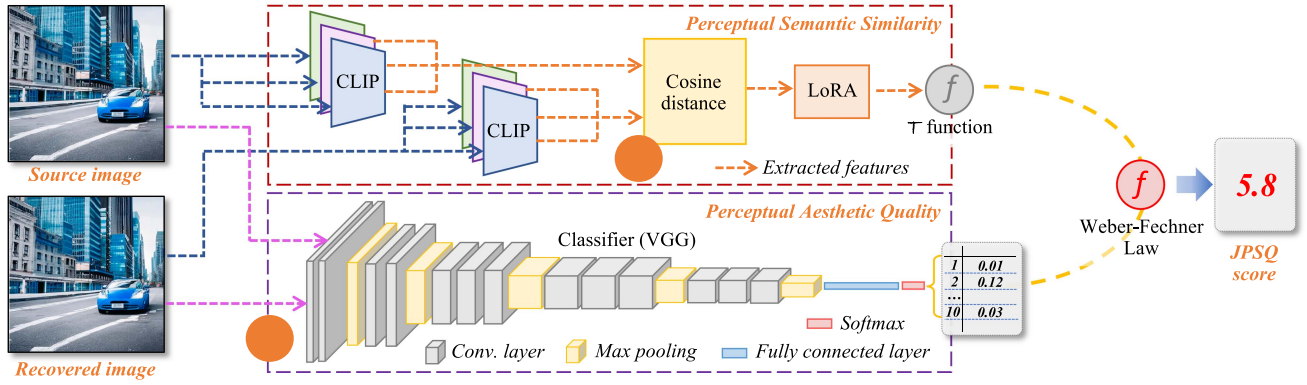 Perceptual Semantic Similarity
CLIP
CLIP
Cosine
distance
LoRA
f
𝜏 function
Extracted features
Source image
Perceptual Aesthetic Quality
Classifier (VGG)
f
Weber-Fechner
Law
5.8
JPSQ
score
1 0.01
2 0.12
...
10 0.03
Softmax
Conv. layer
Max pooling
Fully connected layer
Recovered image